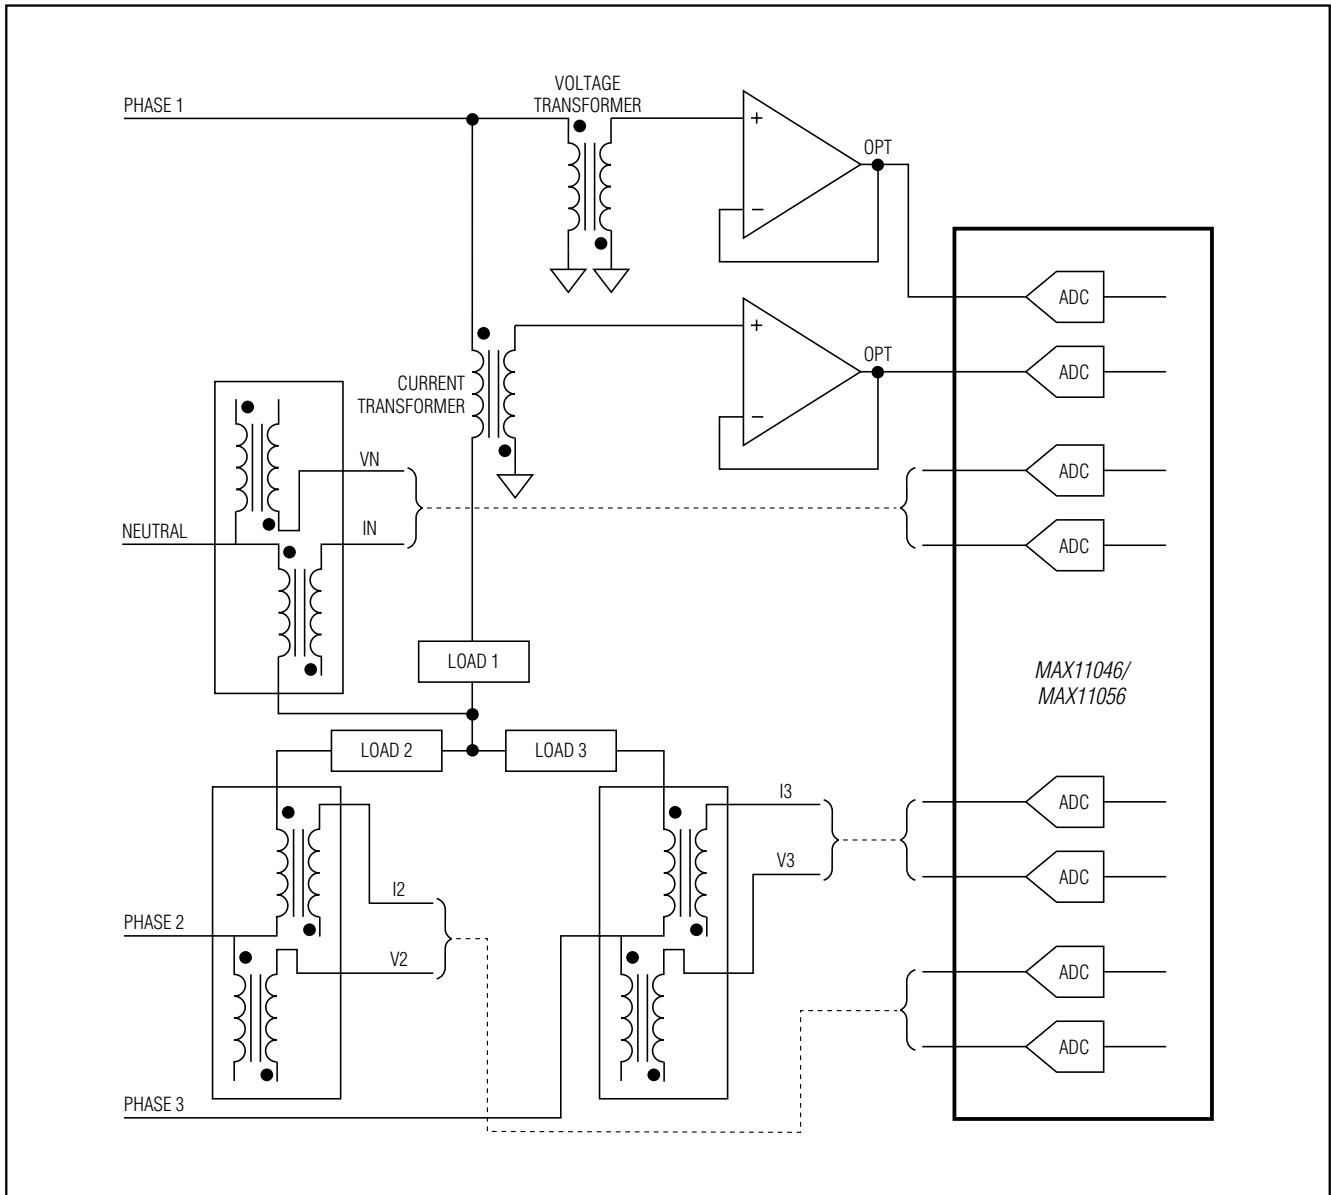 VOLTAGE
TRANSFORMER
PHASE 1
+
OPT
−
ADC
+
OPT
ADC
CURRENT
TRANSFORMER
−
VN
ADC
NEUTRAL
IN
ADC
LOAD 1
MAX11046/
MAX11056
LOAD 2
LOAD 3
I3
ADC
V3
ADC
I2
PHASE 2
V2
ADC
ADC
PHASE 3